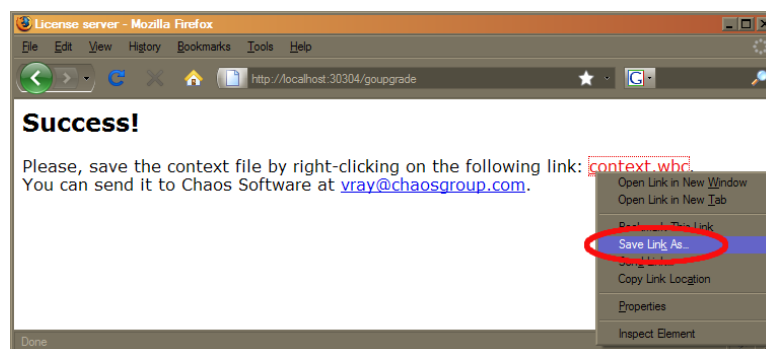 License server - Mozilla Firefox
File Edit View History Bookmarks Tools Help
http://localhost:30304/goupgrade
G
Success!
Please, save the context file by right-clicking on the following link: context.wbc.
You can send it to Chaos Software at vray@chaosgroup.com.
Open Link in New Window
Open Link in New Tab
Bookmark This Link
Save Link As...
Send Link...
Copy Link Location
Properties
Inspect Element
Done